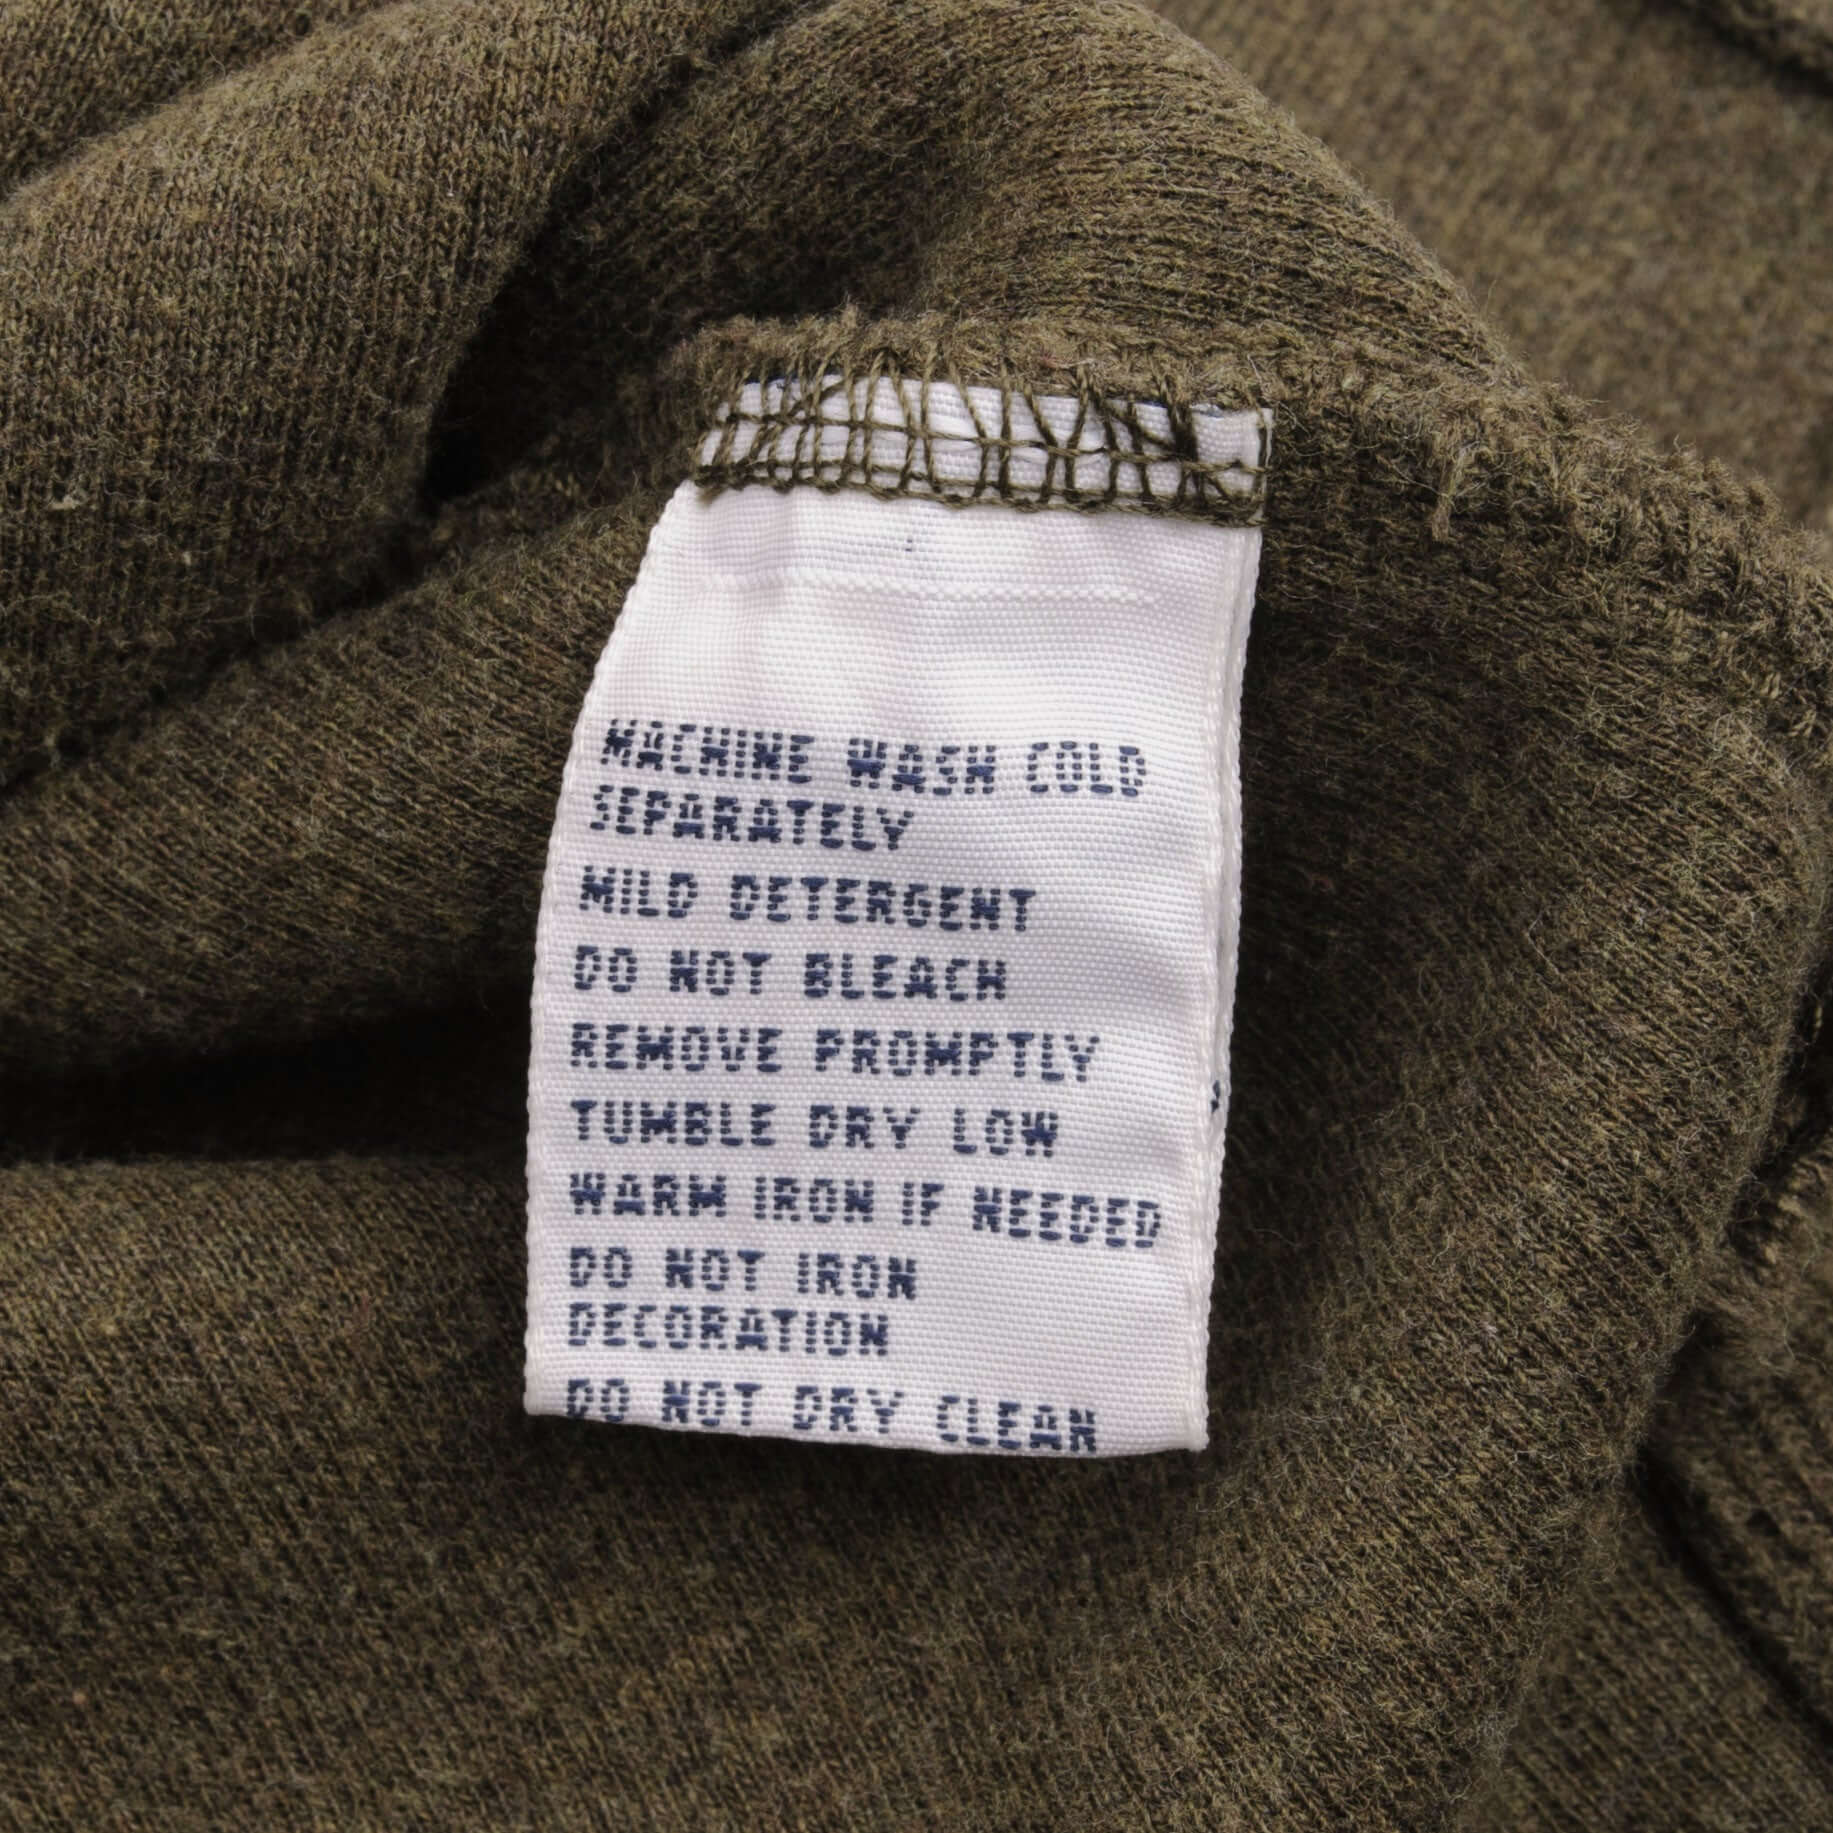 MACHINE WASH COLD
SEPARATELY
MILD DETERGENT
DO NOT BLEACH
REMOVE PROMPTLY
TUMBLE DRY LOW
WARM IRON IF NEEDED
DO NOT IRON
DECORATION
DO NOT DRY CLEAN